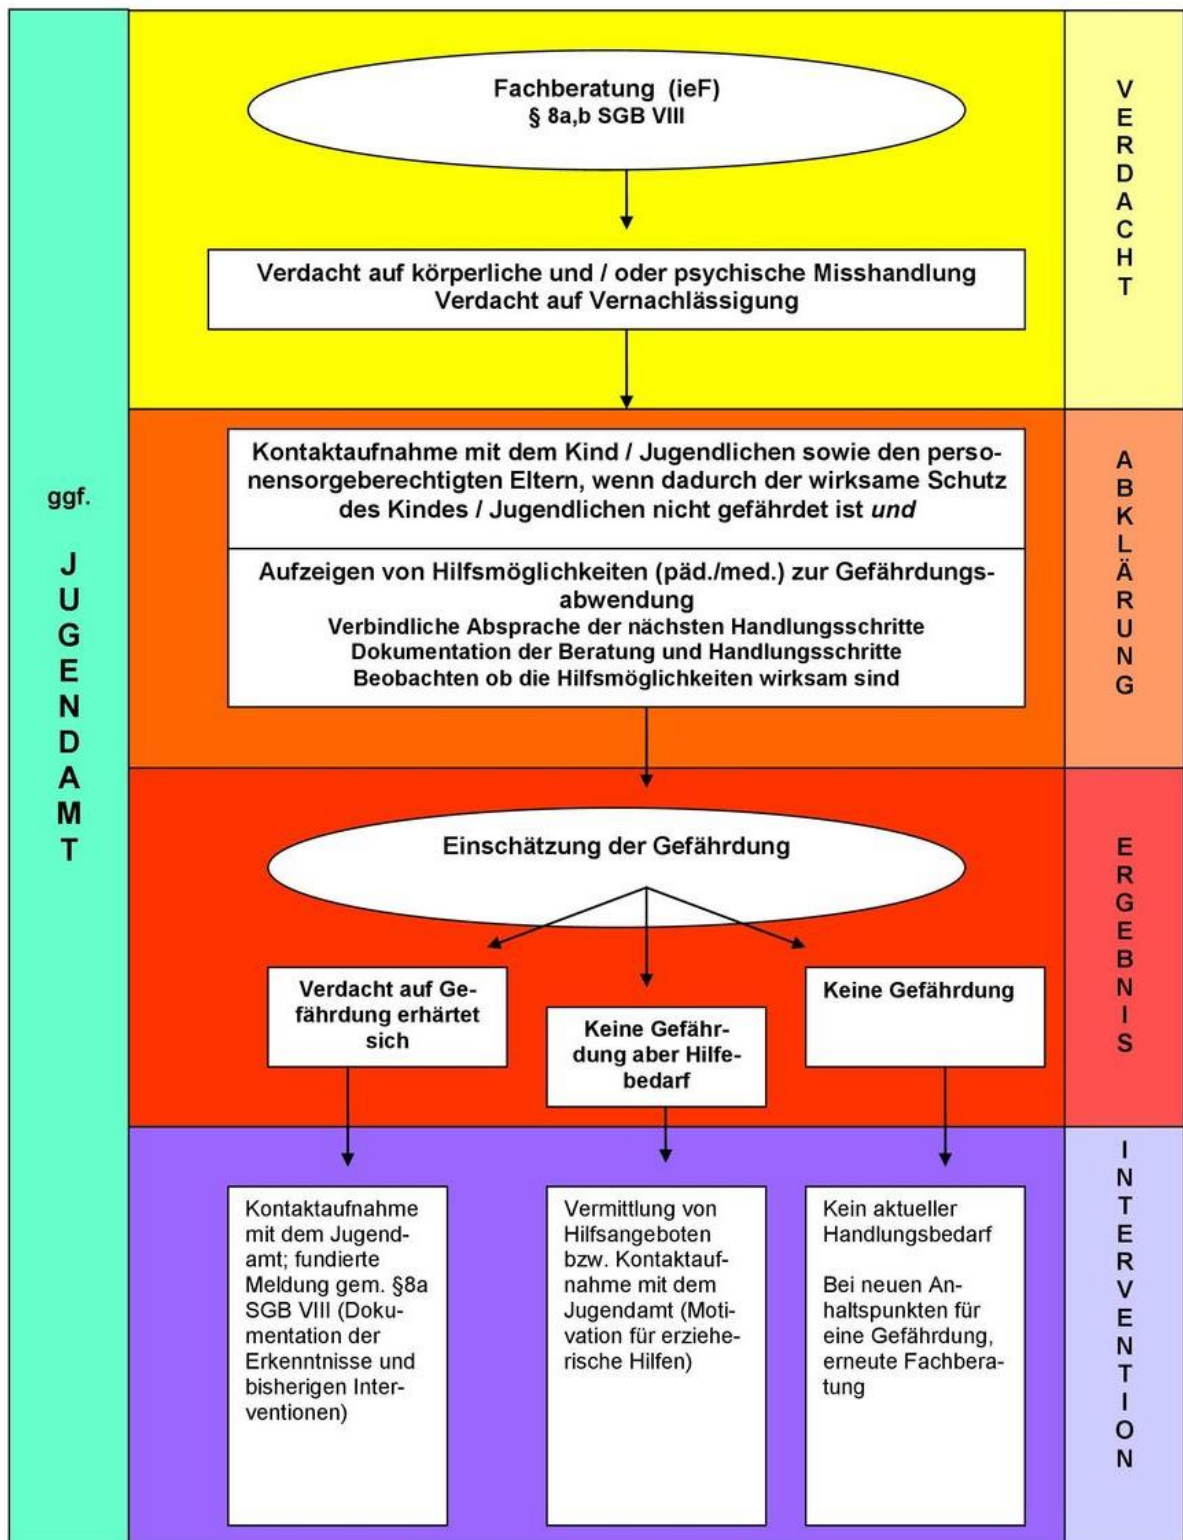 Fachberatung (ieF)
§ 8a,b SGB VIII
VERDACHT
Verdacht auf körperliche und / oder psychische Misshandlung
Verdacht auf Vernachlässigung
ggf.
JUGENDAMT
Kontaktaufnahme mit dem Kind / Jugendlichen sowie den perso-
nensorgeberechtigten Eltern, wenn dadurch der wirksame Schutz
des Kindes / Jugendlichen nicht gefährdet ist und
Aufzeigen von Hilfsmöglichkeiten (päd./med.) zur Gefährdungs-
abwendung
Verbindliche Absprache der nächsten Handlungsschritte
Dokumentation der Beratung und Handlungsschritte
Beobachten ob die Hilfsmöglichkeiten wirksam sind
ABKLÄRUNG
Einschätzung der Gefährdung
ERGEBNIS
Verdacht auf Ge-
fährdung erhärtet
sich
Keine Gefähr-
dung aber Hilfe-
bedarf
Keine Gefährdung
INTERVENTION
Kontaktaufnahme
mit dem Jugend-
amt; fundierte
Meldung gem. §8a
SGB VIII (Doku-
mentation der
Erkenntnisse und
bisherigen Inter-
ventionen)
Vermittlung von
Hilfsangeboten
bzw. Kontaktauf-
nahme mit dem
Jugendamt (Moti-
vation für erziehe-
rische Hilfen)
Kein aktueller
Handlungsbedarf
Bei neuen An-
haltspunkten für
eine Gefährdung,
erneute Fachbera-
tung